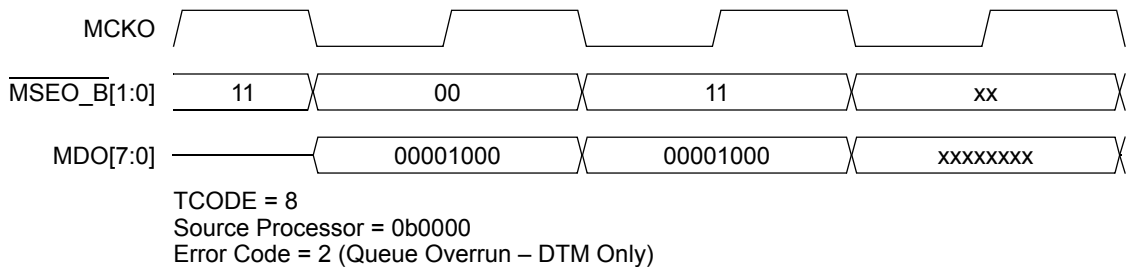 MCKO
MSEO_B[1:0] 11 00 11 xx
MDO[7:0] 00001000 00001000 xxxxxxxx
TCODE = 8
Source Processor = 0b0000
Error Code = 2 (Queue Overrun – DTM Only)